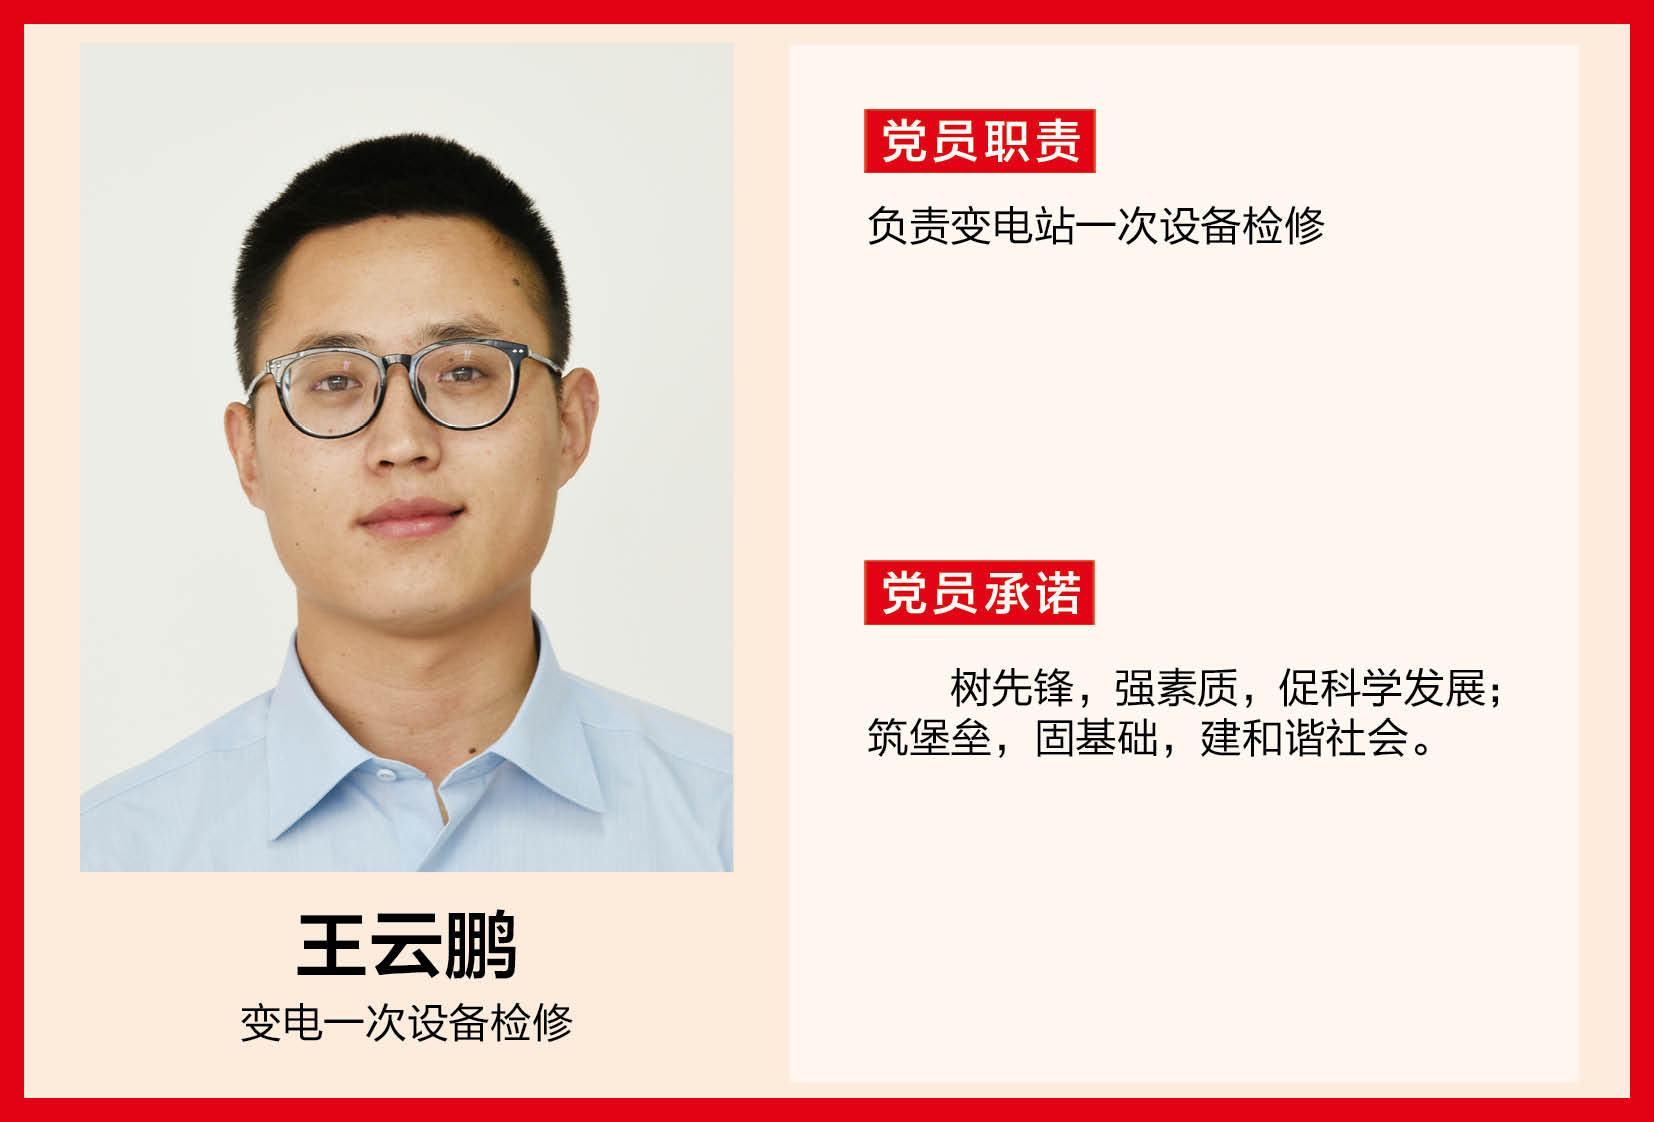 党员职责
负责变电站一次设备检修
党员承诺
树先锋，强素质，促科学发展；
筑堡垒，固基础，建和谐社会。
王云鹏
变电一次设备检修